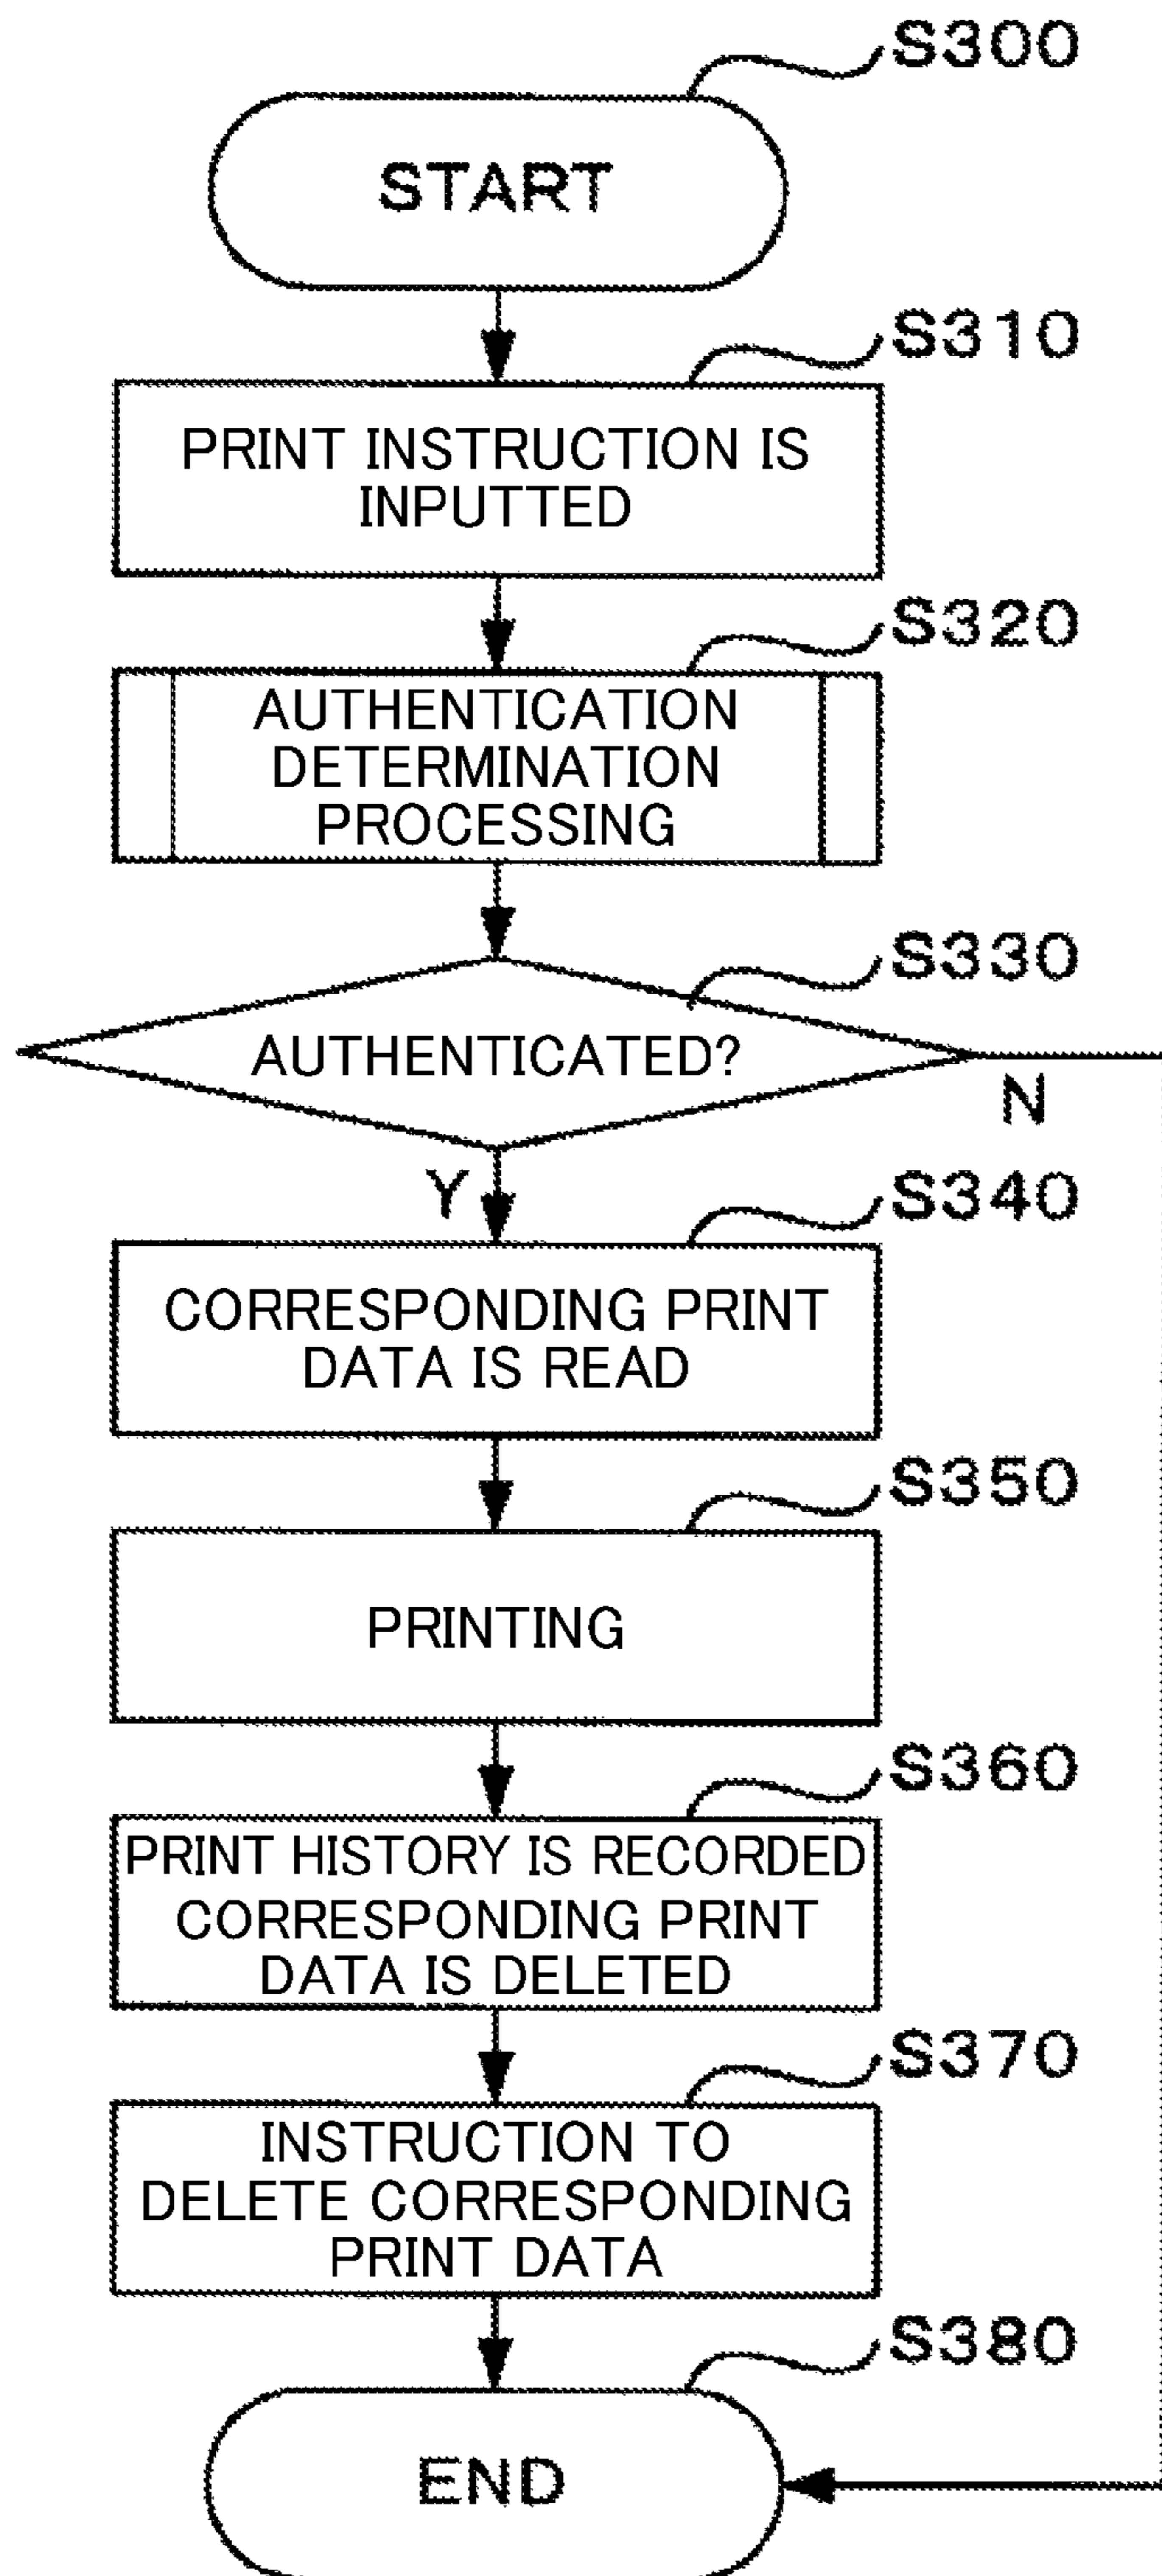 S300
START
S310
PRINT INSTRUCTION IS
INPUTTED
S320
AUTHENTICATION
DETERMINATION
PROCESSING
S330
AUTHENTICATED?
N
Y
S340
CORRESPONDING PRINT
DATA IS READ
S350
PRINTING
S360
PRINT HISTORY IS RECORDED
CORRESPONDING PRINT
DATA IS DELETED
S370
INSTRUCTION TO
DELETE CORRESPONDING
PRINT DATA
S380
END